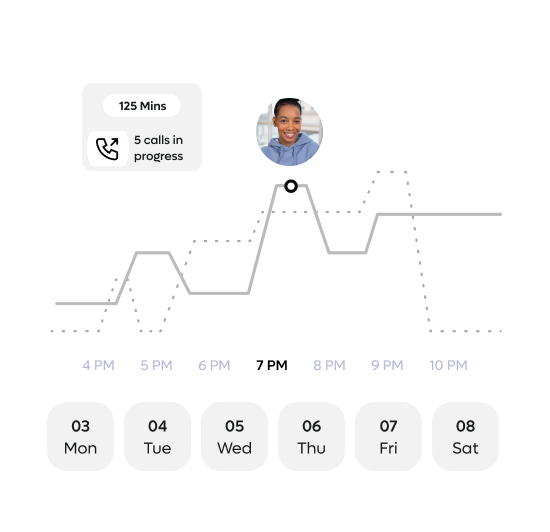 125 Mins
5 calls in
progress
4 PM 5 PM 6 PM 7 PM 8 PM 9 PM 10 PM
03 04 05 06 07 08
Mon Tue Wed Thu Fri Sat